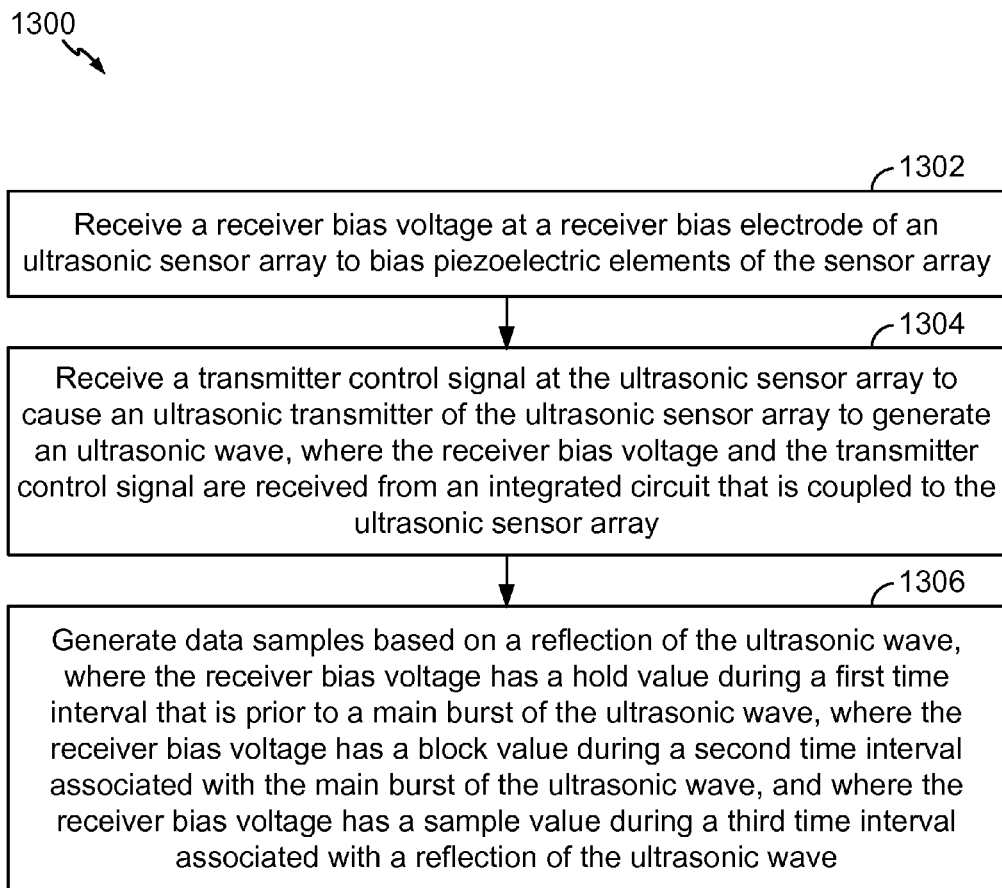 1300
1302
Receive a receiver bias voltage at a receiver bias electrode of an
ultrasonic sensor array to bias piezoelectric elements of the sensor array
1304
Receive a transmitter control signal at the ultrasonic sensor array to
cause an ultrasonic transmitter of the ultrasonic sensor array to generate
an ultrasonic wave, where the receiver bias voltage and the transmitter
control signal are received from an integrated circuit that is coupled to the
ultrasonic sensor array
1306
Generate data samples based on a reflection of the ultrasonic wave,
where the receiver bias voltage has a hold value during a first time
interval that is prior to a main burst of the ultrasonic wave, where the
receiver bias voltage has a block value during a second time interval
associated with the main burst of the ultrasonic wave, and where the
receiver bias voltage has a sample value during a third time interval
associated with a reflection of the ultrasonic wave